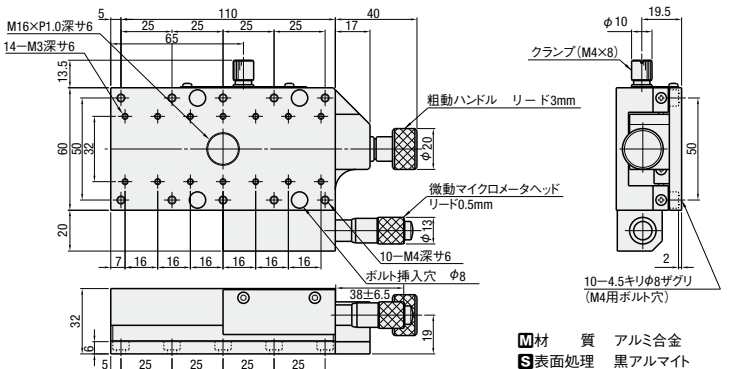 5
110
40
19.5
25
25
25
25
17
φ10
M16×P1.0深サ6
65
14−M3深サ6
13.5
クランプ(M4×8)
粗動ハンドル リード3mm
60
50
32
φ20
50
微動マイクロメータヘッド
リード0.5mm
φ13
20
10−M4深サ6
7
16
16
16
16
16
16
ボルト挿入穴 φ8
2
10−4.5キリφ8ザグリ
(M4用ボルト穴)
38±6.5
32
6
19
5
25
25
25
25
M材 質 アルミ合金
S表面処理 黒アルマイト